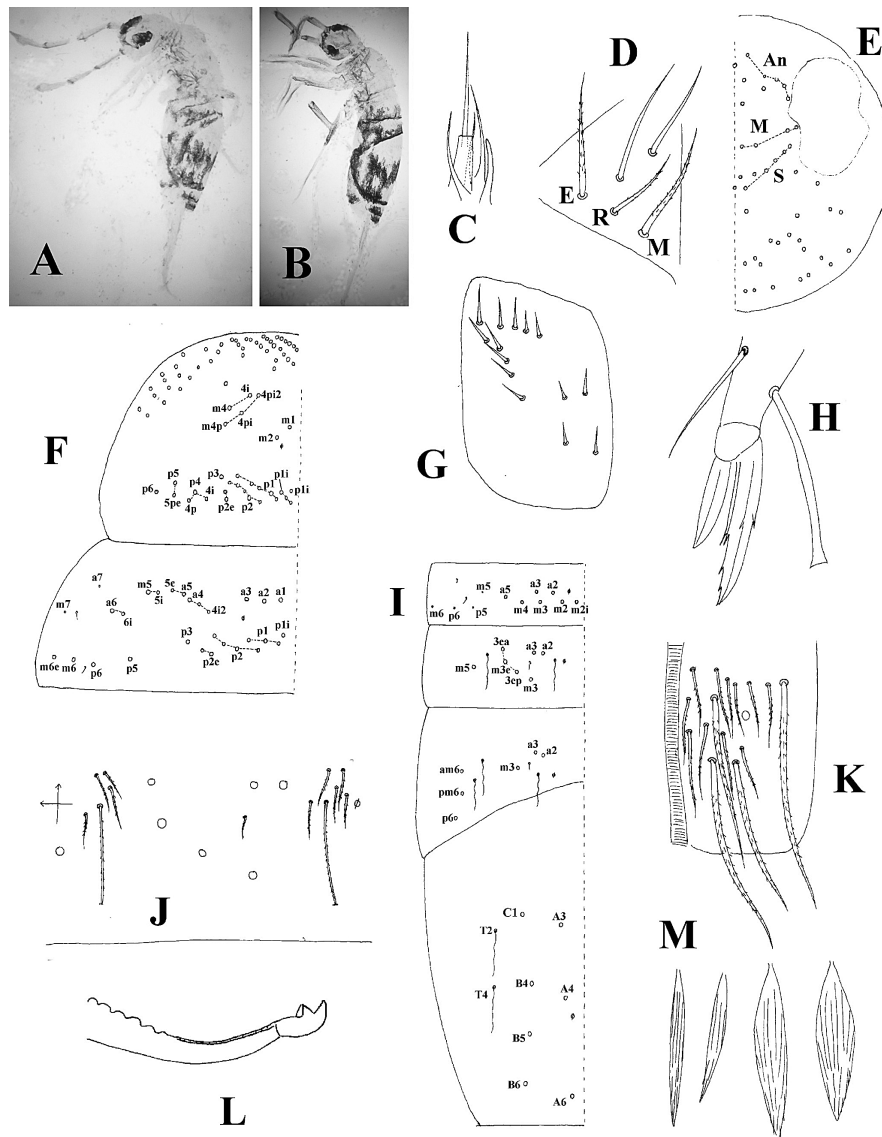 A
B
C
D
E
R
M
E
An
M
S
F
4i 4pi2
m4
m4p 4pi m1
m2
p5 p3 p1 p1i
p6 p4 4i p1i
5pe 4p p2e p2
a7 m5 5e a5
5i a4 a3 a2 a1
m7 a6 4i2
6i
p3 p1 p1i
p2e p2
m6e m6 p6 p5
G
H
I
m5 a5 a3 a2
m6 p6 p5 m4 m3 m2 m2i
3ea a3 a2
m5 m3e
3ep m3
a3
am6 m3 a2
pm6
p6
C1 A3
T2
B4
T4 A4
B5
B6 A6
J
K
L
M